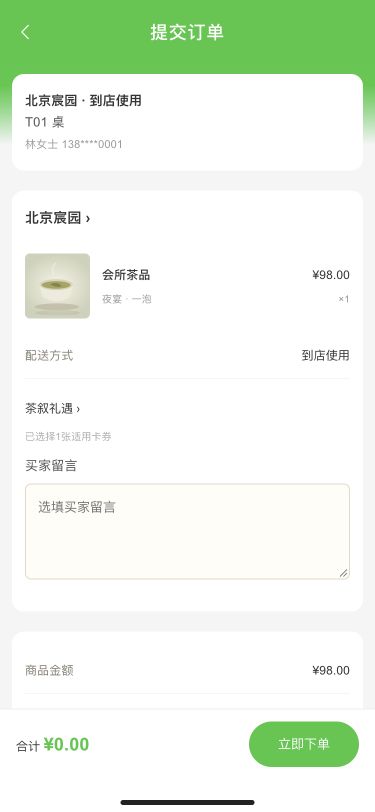 提交订单
北京宸园 · 到店使用
T01 桌
林女士 138****0001
北京宸园 ›
会所茶品 ¥98.00
夜宴 · 一泡 ×1
配送方式 到店使用
茶叙礼遇 ›
已选择1张适用卡券
买家留言
选填买家留言
商品金额 ¥98.00
合计 ¥0.00 立即下单